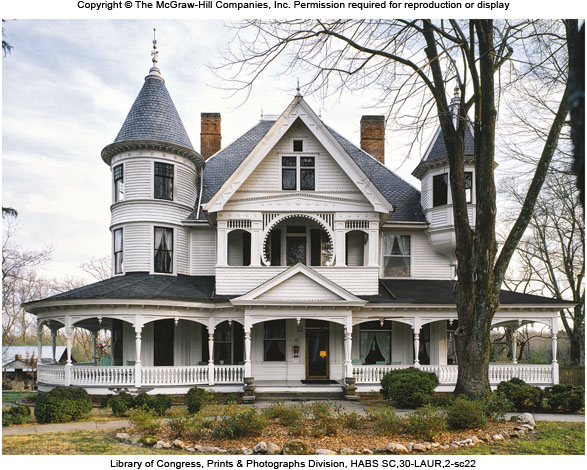 Copyright © The McGraw-Hill Companies, Inc. Permission required for reproduction or display
Library of Congress, Prints & Photographs Division, HABS SC,30-LAUR,2-sc22